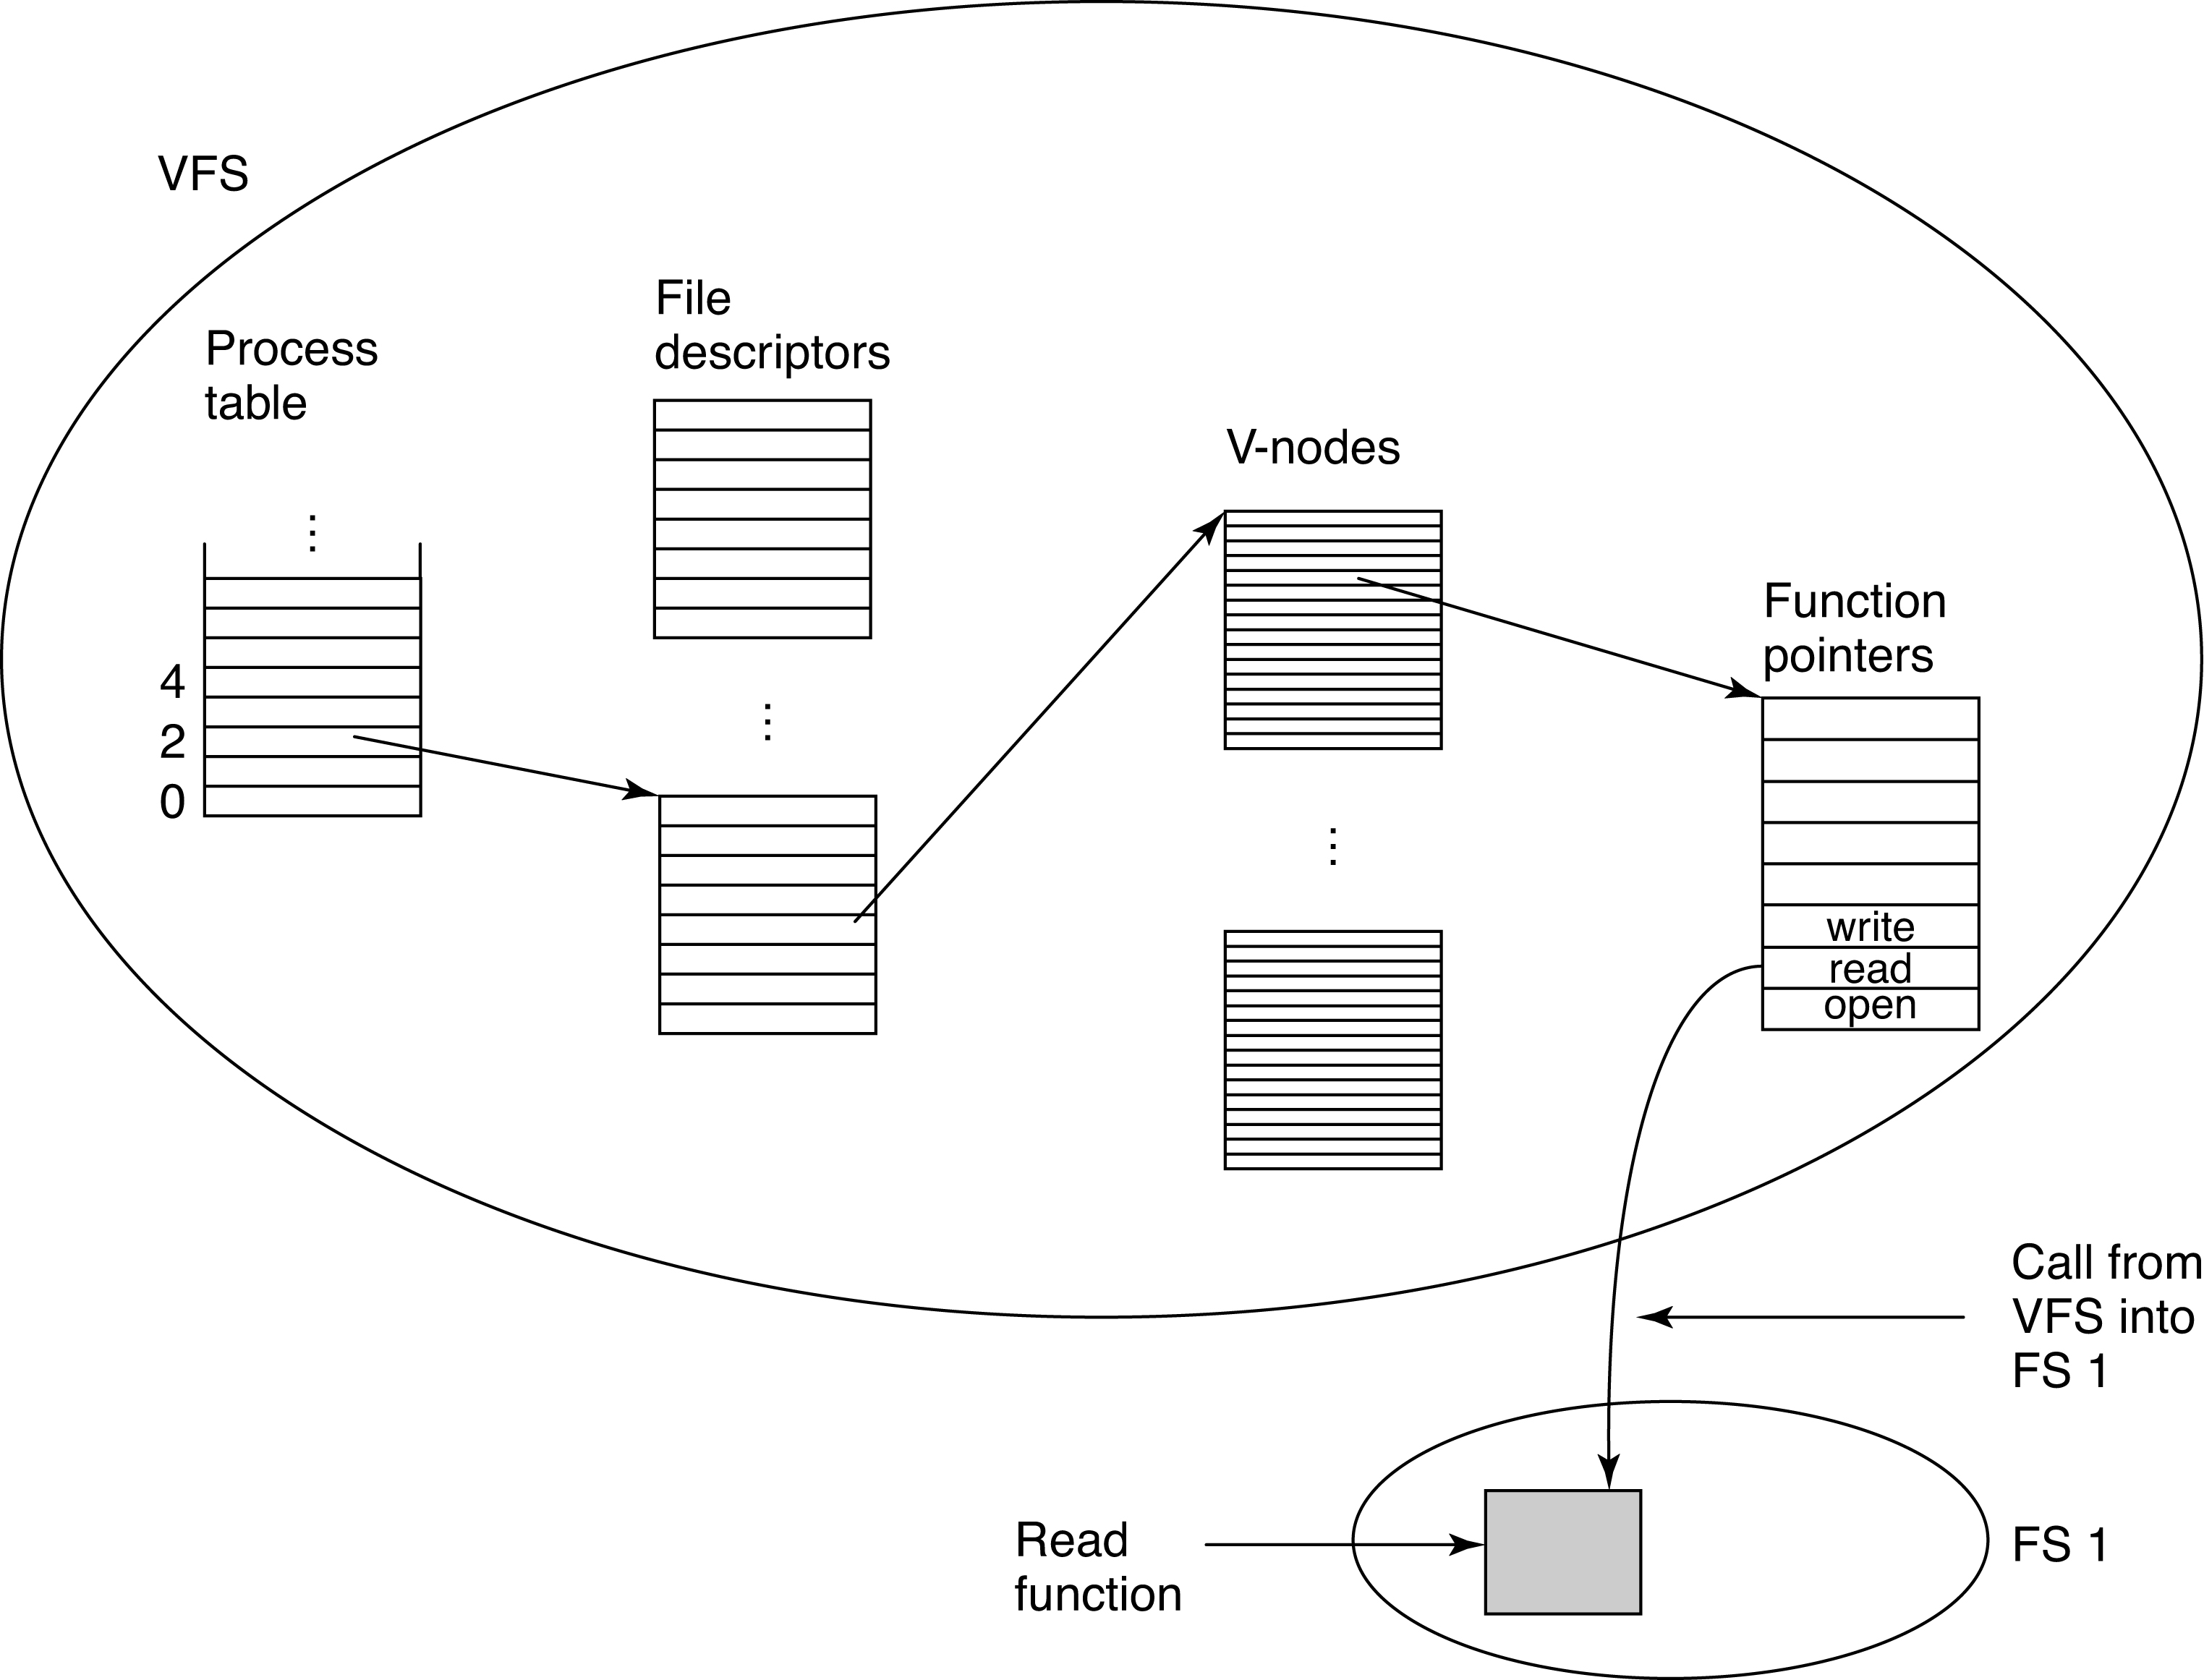 VFS
Process
table
File
descriptors
V-nodes
Function
pointers
4
2
0
write
read
open
Call from
VFS into
FS 1
Read
function
FS 1